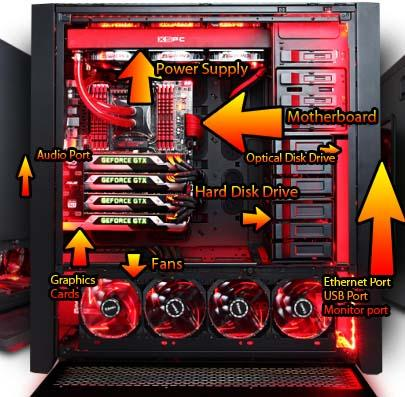 XSPC
Power Supply
Motherboard
Audio Port
Optical Disk Drive
GEFORCE GTX
GEFORCE GTX
Hard Disk Drive
GEFORCE GTX
GEFORCE GTX
Fans
Graphics
Cards
Ethernet Port
USB Port
Monitor port